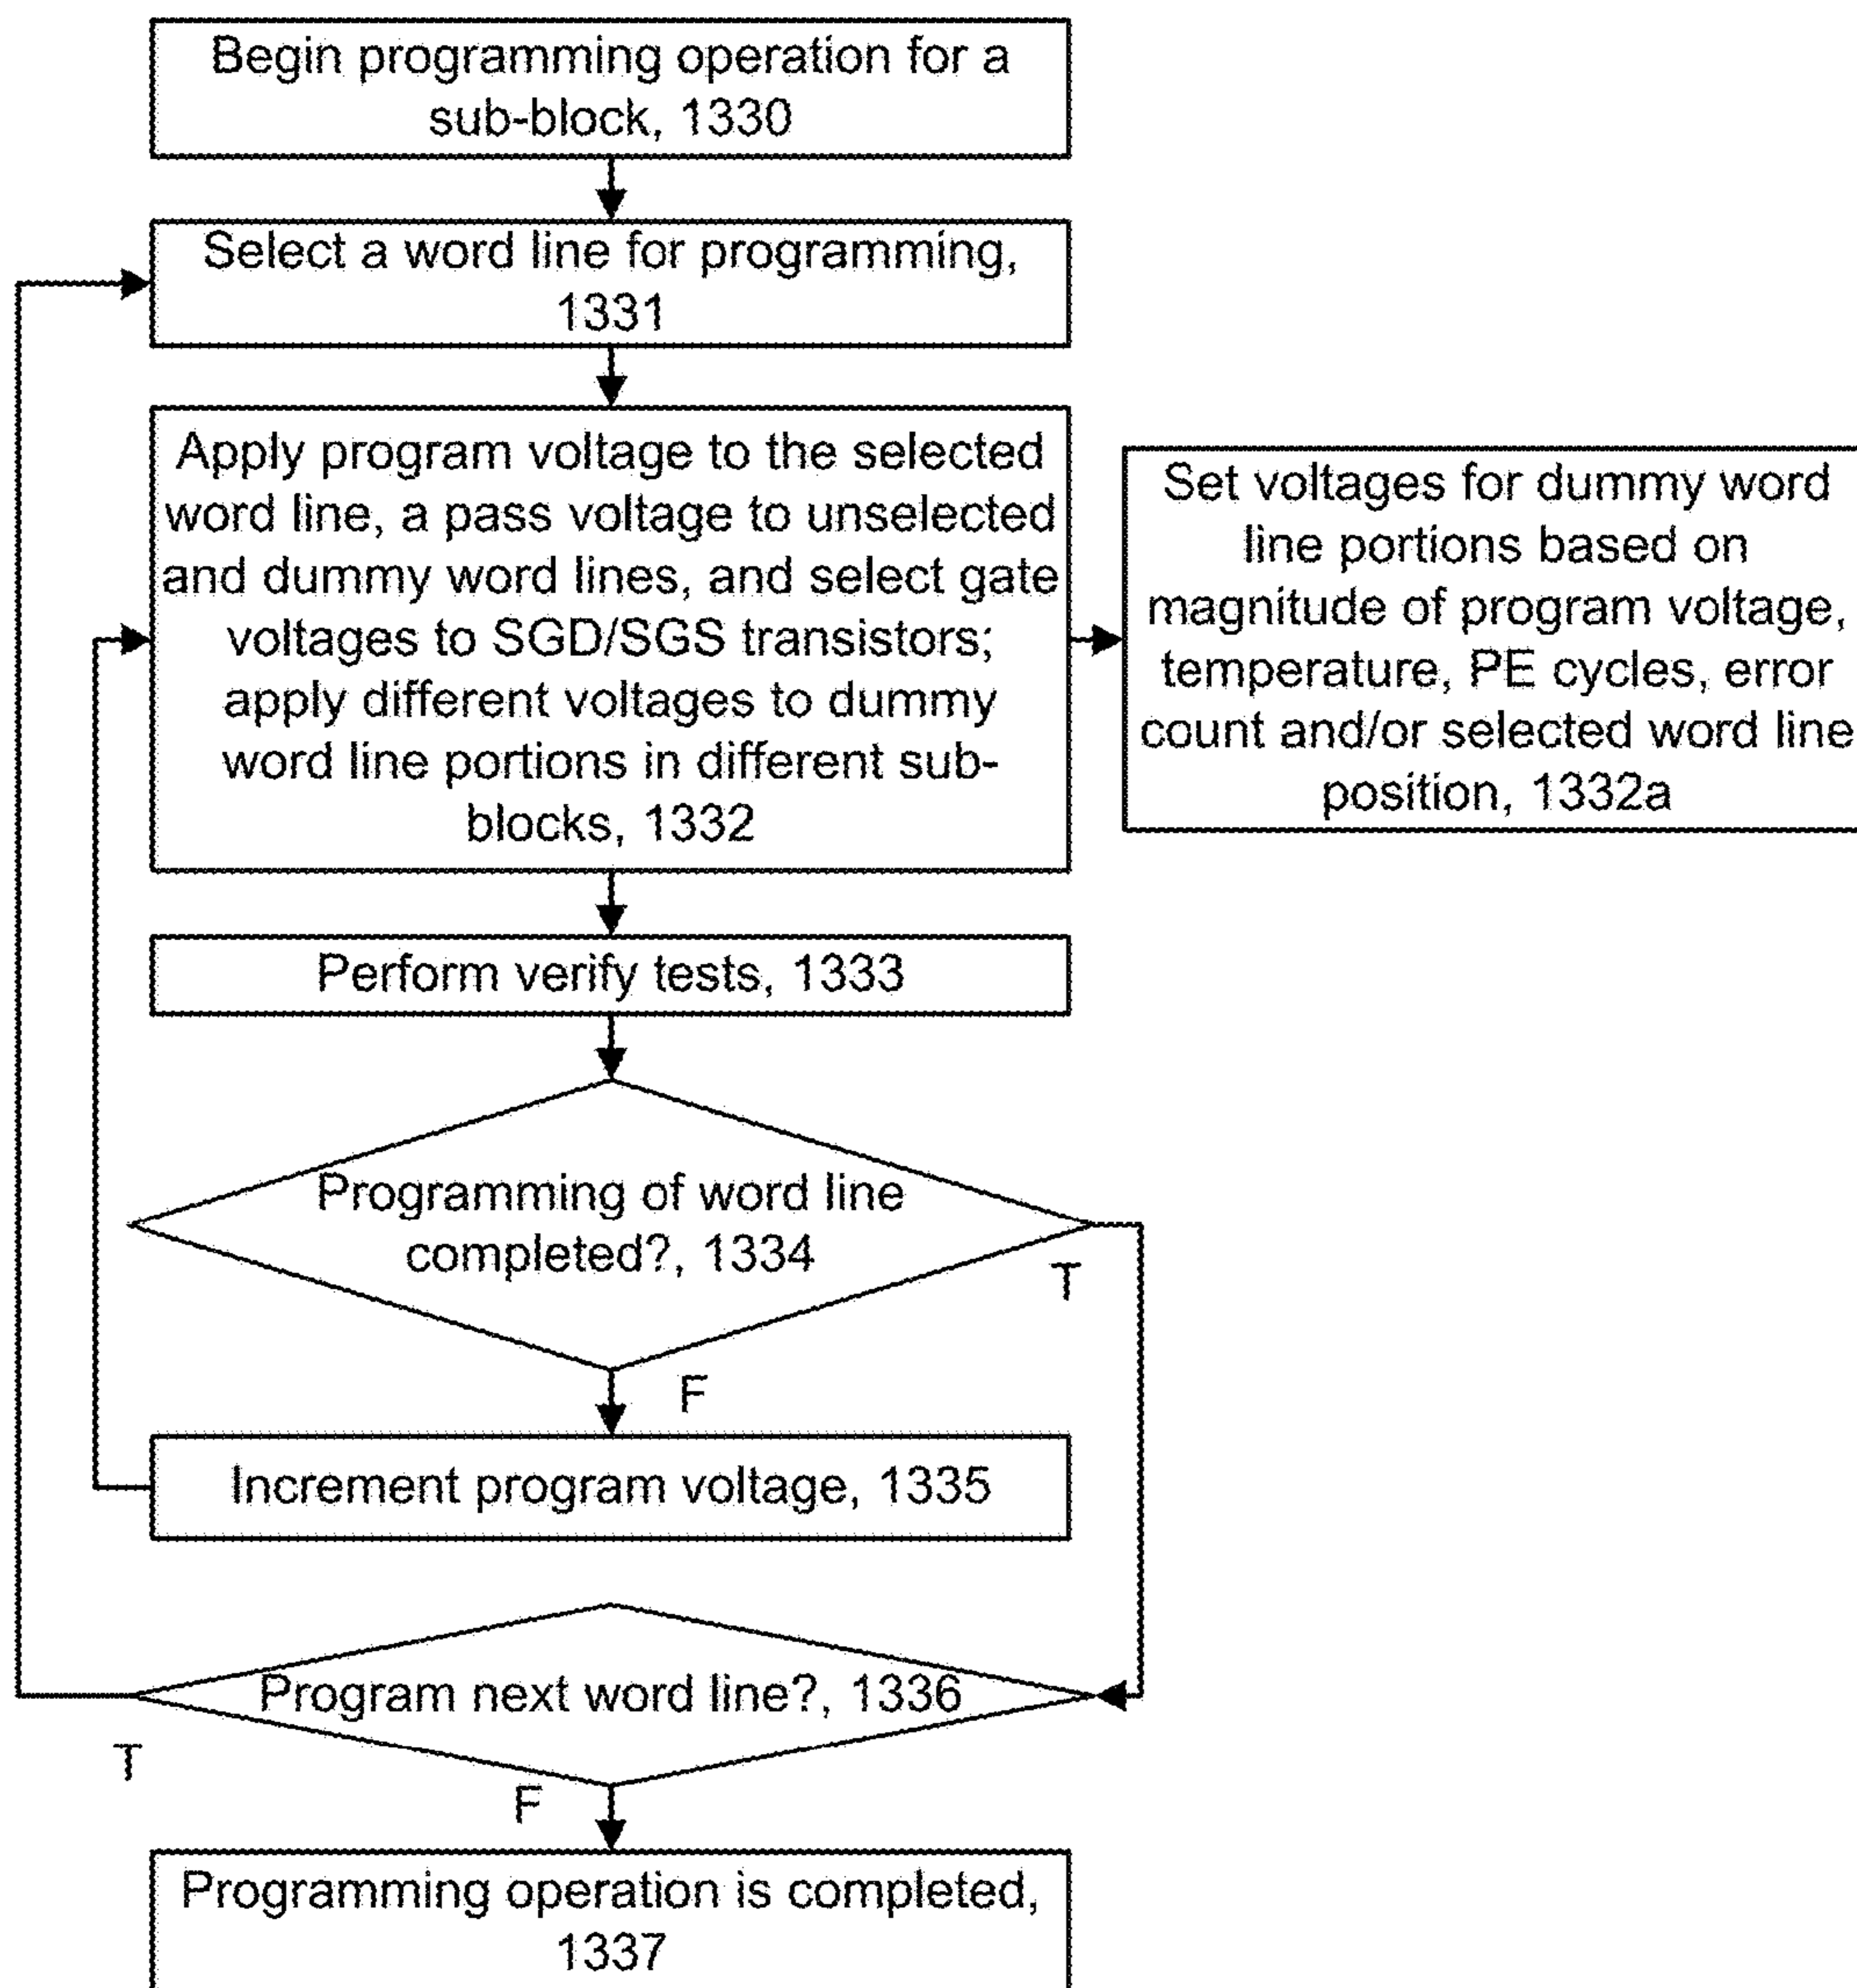 Begin programming operation for a
sub-block, 1330
Select a word line for programming,
1331
Apply program voltage to the selected
word line, a pass voltage to unselected
and dummy word lines, and select gate
voltages to SGD/SGS transistors;
apply different voltages to dummy
word line portions in different sub-
blocks, 1332
Set voltages for dummy word
line portions based on
magnitude of program voltage,
temperature, PE cycles, error
count and/or selected word line
position, 1332a
Perform verify tests, 1333
Programming of word line
completed?, 1334
T
F
Increment program voltage, 1335
Program next word line?, 1336
T
F
Programming operation is completed,
1337